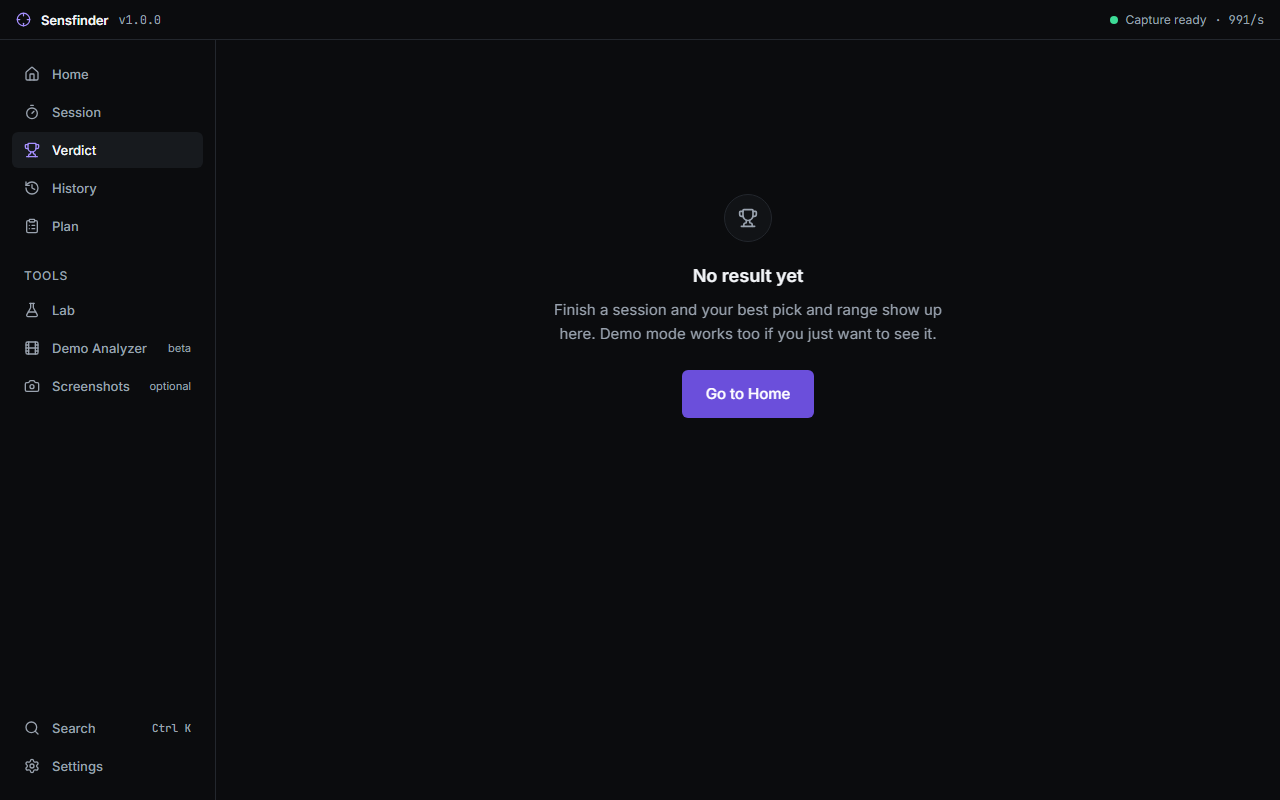 Sensfinder v1.0.0
Capture ready · 991/s
Home
Session
Verdict
History
Plan
TOOLS
Lab
Demo Analyzer beta
Screenshots optional
Search Ctrl K
Settings
No result yet
Finish a session and your best pick and range show up
here. Demo mode works too if you just want to see it.
Go to Home